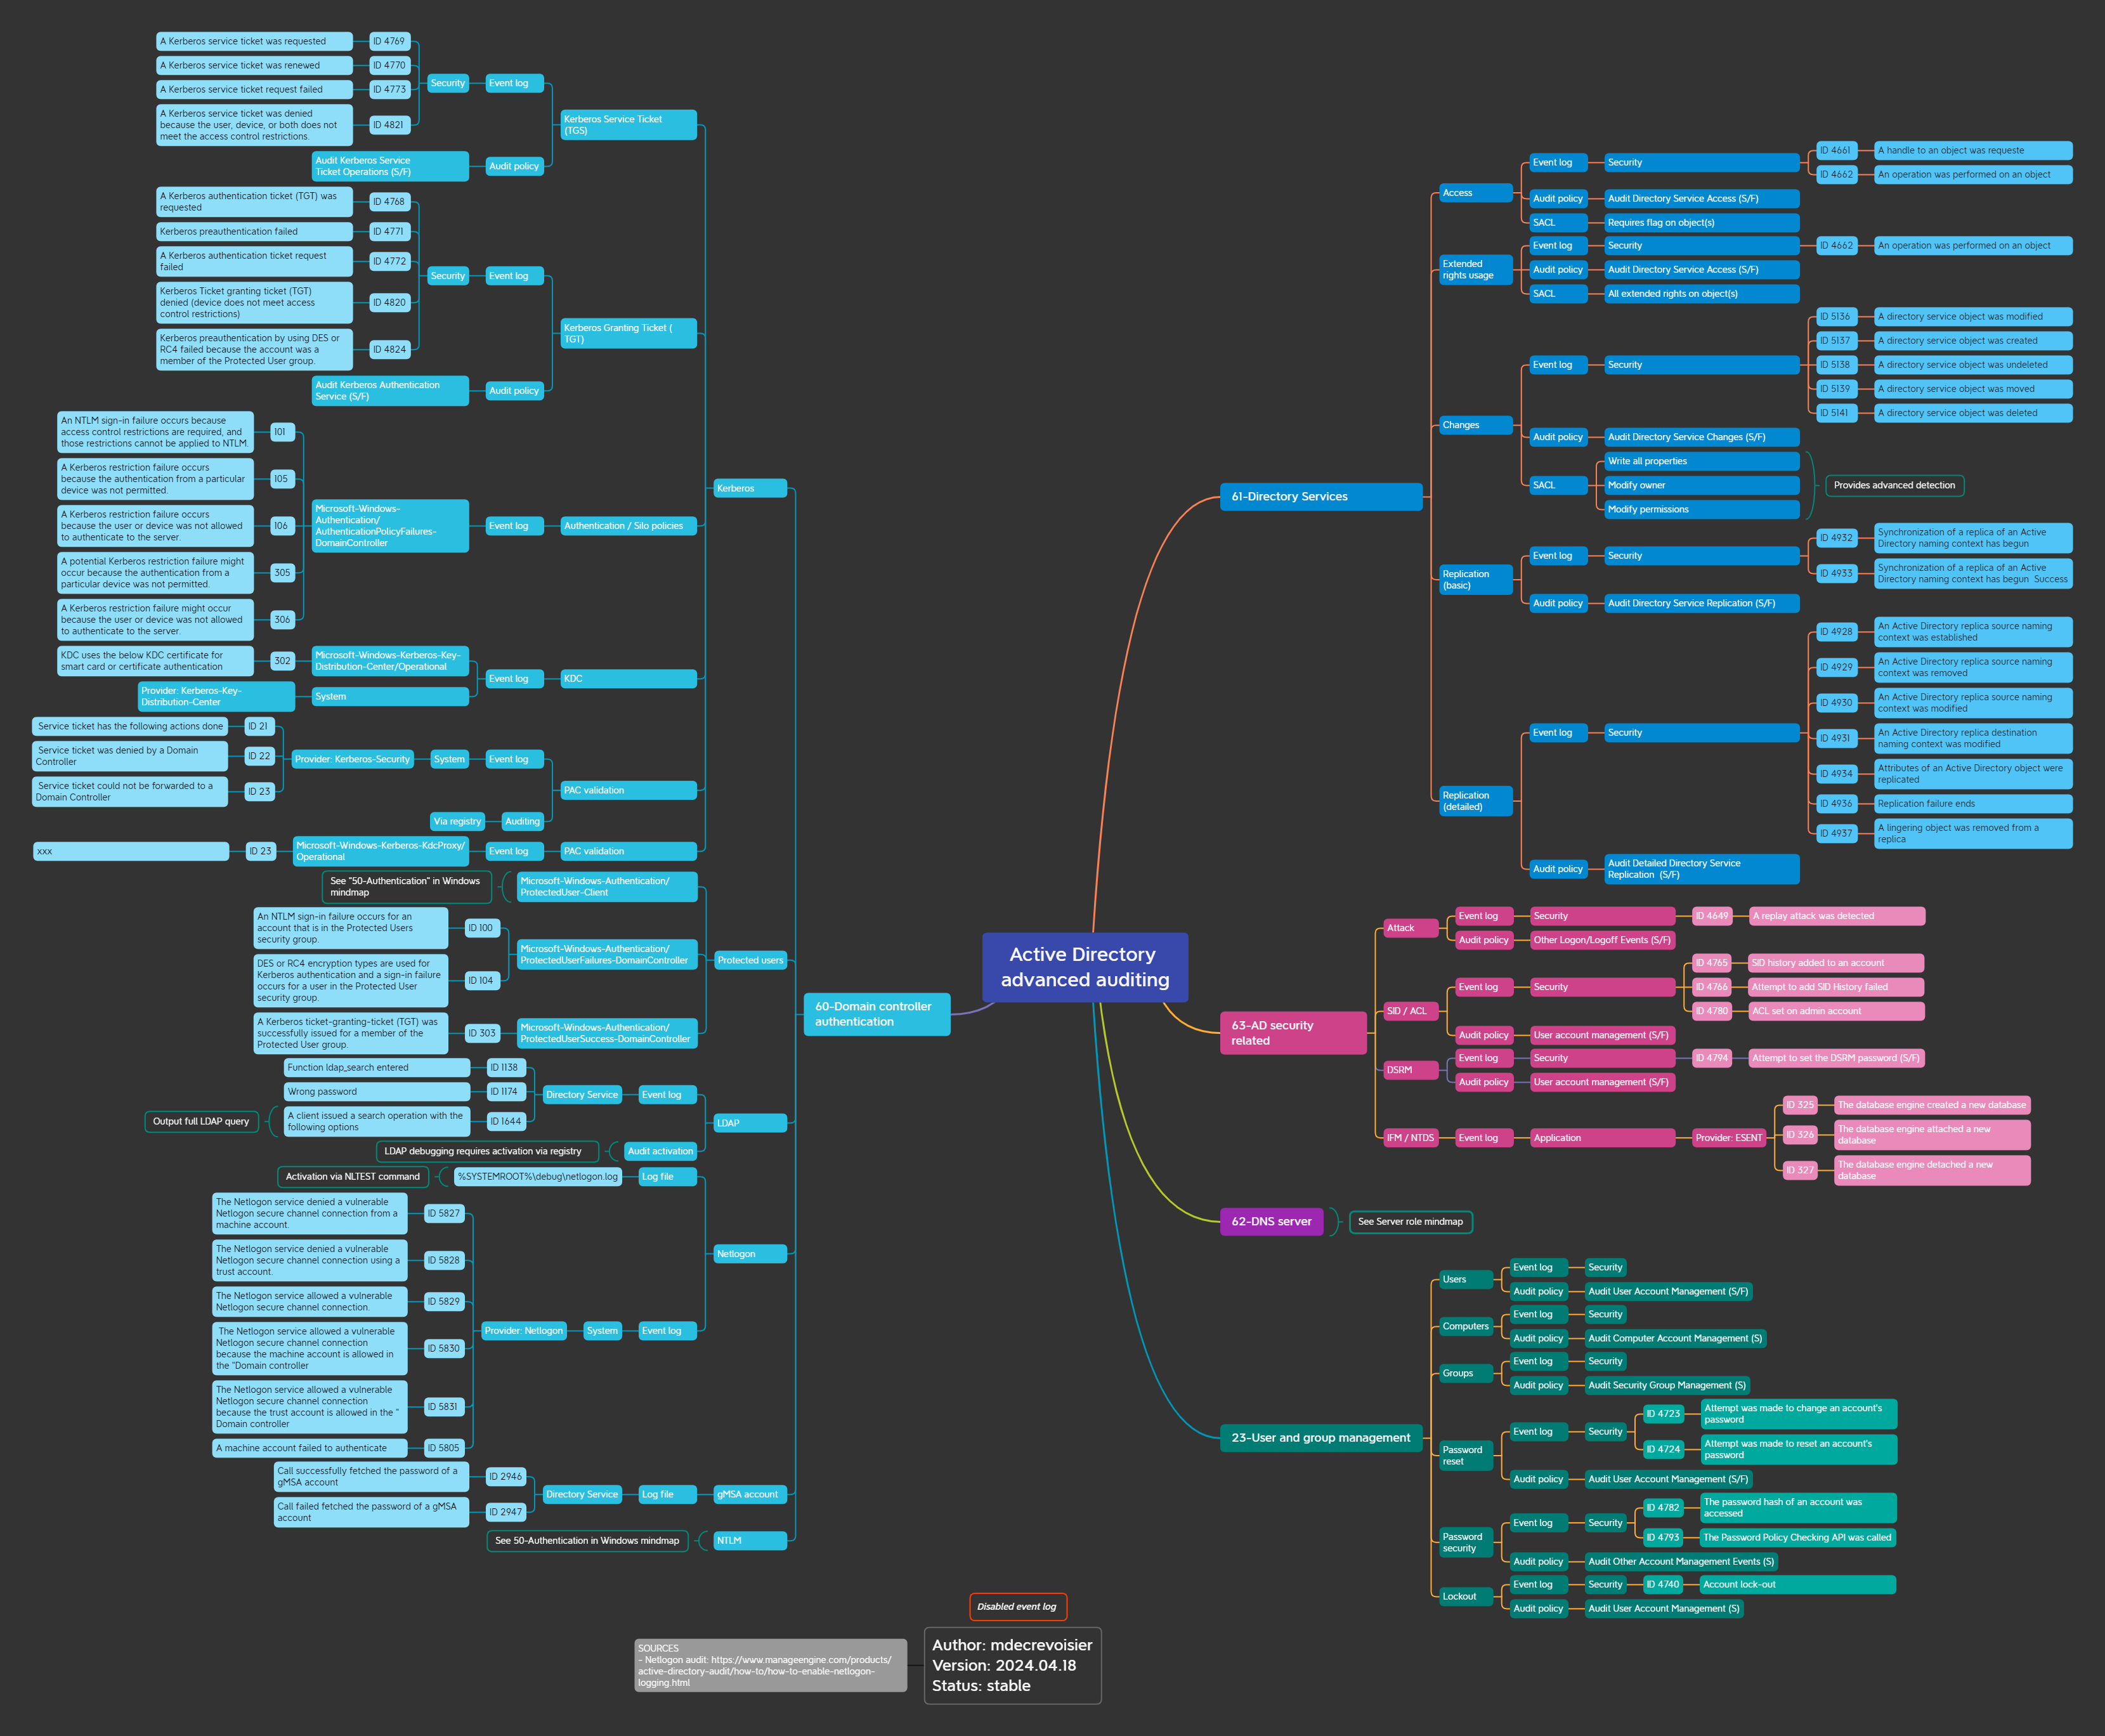 Active Directory
advanced auditing
60-Domain controller
authentication
Kerberos
Kerberos Service Ticket
(TGS)
Event log
Security
ID 4769
A Kerberos service ticket was requested
ID 4770
A Kerberos service ticket was renewed
ID 4773
A Kerberos service ticket request failed
ID 4821
A Kerberos service ticket was denied
because the user, device, or both does not
meet the access control restrictions.
Audit policy
Audit Kerberos Service
Ticket Operations (S/F)
Kerberos Granting Ticket (
TGT)
Event log
Security
ID 4768
A Kerberos authentication ticket (TGT) was
requested
ID 4771
Kerberos preauthentication failed
ID 4772
A Kerberos authentication ticket request
failed
ID 4820
Kerberos Ticket granting ticket (TGT)
denied (device does not meet access
control restrictions)
ID 4824
Kerberos preauthentication by using DES or
RC4 failed because the account was a
member of the Protected User group.
Audit policy
Audit Kerberos Authentication
Service (S/F)
Authentication / Silo policies
Event log
Microsoft-Windows-
Authentication/
AuthenticationPolicyFailures-
DomainController
101
An NTLM sign-in failure occurs because
access control restrictions are required, and
those restrictions cannot be applied to NTLM.
105
A Kerberos restriction failure occurs
because the authentication from a particular
device was not permitted.
106
A Kerberos restriction failure occurs
because the user or device was not allowed
to authenticate to the server.
305
A potential Kerberos restriction failure might
occur because the authentication from a
particular device was not permitted.
306
A Kerberos restriction failure might occur
because the user or device was not allowed
to authenticate to the server.
KDC
Event log
Microsoft-Windows-Kerberos-Key-
Distribution-Center/Operational
302
KDC uses the below KDC certificate for
smart card or certificate authentication
System
Provider: Kerberos-Key-
Distribution-Center
PAC validation
Event log
System
Provider: Kerberos-Security
ID 21
Service ticket has the following actions done
ID 22
Service ticket was denied by a Domain
Controller
ID 23
Service ticket could not be forwarded to a
Domain Controller
Auditing
Via registry
PAC validation
Event log
Microsoft-Windows-Kerberos-KdcProxy/
Operational
ID 23
xxx
Protected users
Microsoft-Windows-Authentication/
ProtectedUser-Client
See "50-Authentication" in Windows
mindmap
Microsoft-Windows-Authentication/
ProtectedUserFailures-DomainController
ID 100
An NTLM sign-in failure occurs for an
account that is in the Protected Users
security group.
ID 104
DES or RC4 encryption types are used for
Kerberos authentication and a sign-in failure
occurs for a user in the Protected User
security group.
Microsoft-Windows-Authentication/
ProtectedUserSuccess-DomainController
ID 303
A Kerberos ticket-granting-ticket (TGT) was
successfully issued for a member of the
Protected User group.
LDAP
Event log
Directory Service
ID 1138
Function ldap_search entered
ID 1174
Wrong password
ID 1644
A client issued a search operation with the
following options
Output full LDAP query
Audit activation
LDAP debugging requires activation via registry
Netlogon
Log file
%SYSTEMROOT%\debug\netlogon.log
Activation via NLTEST command
Event log
System
Provider: Netlogon
ID 5827
The Netlogon service denied a vulnerable
Netlogon secure channel connection from a
machine account.
ID 5828
The Netlogon service denied a vulnerable
Netlogon secure channel connection using a
trust account.
ID 5829
The Netlogon service allowed a vulnerable
Netlogon secure channel connection.
ID 5830
The Netlogon service allowed a vulnerable
Netlogon secure channel connection
because the machine account is allowed in
the "Domain controller
ID 5831
The Netlogon service allowed a vulnerable
Netlogon secure channel connection
because the trust account is allowed in the "
Domain controller
ID 5805
A machine account failed to authenticate
gMSA account
Log file
Directory Service
ID 2946
Call successfully fetched the password of a
gMSA account
ID 2947
Call failed fetched the password of a gMSA
account
NTLM
See 50-Authentication in Windows mindmap
61-Directory Services
Access
Event log
Security
ID 4661
A handle to an object was requeste
ID 4662
An operation was performed on an object
Audit policy
Audit Directory Service Access (S/F)
SACL
Requires flag on object(s)
Extended
rights usage
Event log
Security
ID 4662
An operation was performed on an object
Audit policy
Audit Directory Service Access (S/F)
SACL
All extended rights on object(s)
Changes
Event log
Security
ID 5136
A directory service object was modified
ID 5137
A directory service object was created
ID 5138
A directory service object was undeleted
ID 5139
A directory service object was moved
ID 5141
A directory service object was deleted
Audit policy
Audit Directory Service Changes (S/F)
SACL
Write all properties
Modify owner
Modify permissions
Provides advanced detection
Replication
(basic)
Event log
Security
ID 4932
Synchronization of a replica of an Active
Directory naming context has begun
ID 4933
Synchronization of a replica of an Active
Directory naming context has begun  Success
Audit policy
Audit Directory Service Replication (S/F)
Replication
(detailed)
Event log
Security
ID 4928
An Active Directory replica source naming
context was established
ID 4929
An Active Directory replica source naming
context was removed
ID 4930
An Active Directory replica source naming
context was modified
ID 4931
An Active Directory replica destination
naming context was modified
ID 4934
Attributes of an Active Directory object were
replicated
ID 4936
Replication failure ends
ID 4937
A lingering object was removed from a
replica
Audit policy
Audit Detailed Directory Service
Replication  (S/F)
63-AD security
related
Attack
Event log
Security
ID 4649
A replay attack was detected
Audit policy
Other Logon/Logoff Events (S/F)
SID / ACL
Event log
Security
ID 4765
SID history added to an account
ID 4766
Attempt to add SID History failed
ID 4780
ACL set on admin account
Audit policy
User account management (S/F)
DSRM
Event log
Security
ID 4794
Attempt to set the DSRM password (S/F)
Audit policy
User account management (S/F)
IFM / NTDS
Event log
Application
Provider: ESENT
ID 325
The database engine created a new database
ID 326
The database engine attached a new
database
ID 327
The database engine detached a new
database
62-DNS server
See Server role mindmap
23-User and group management
Users
Event log
Security
Audit policy
Audit User Account Management (S/F)
Computers
Event log
Security
Audit policy
Audit Computer Account Management (S)
Groups
Event log
Security
Audit policy
Audit Security Group Management (S)
Password
reset
Event log
Security
ID 4723
Attempt was made to change an account's
password
ID 4724
Attempt was made to reset an account's
password
Audit policy
Audit User Account Management (S/F)
Password
security
Event log
Security
ID 4782
The password hash of an account was
accessed
ID 4793
The Password Policy Checking API was called
Audit policy
Audit Other Account Management Events (S)
Lockout
Event log
Security
ID 4740
Account lock-out
Audit policy
Audit User Account Management (S)
Disabled event log
Author: mdecrevoisier
Version: 2024.04.18
Status: stable
SOURCES
- Netlogon audit: https://www.manageengine.com/products/
active-directory-audit/how-to/how-to-enable-netlogon-
logging.html